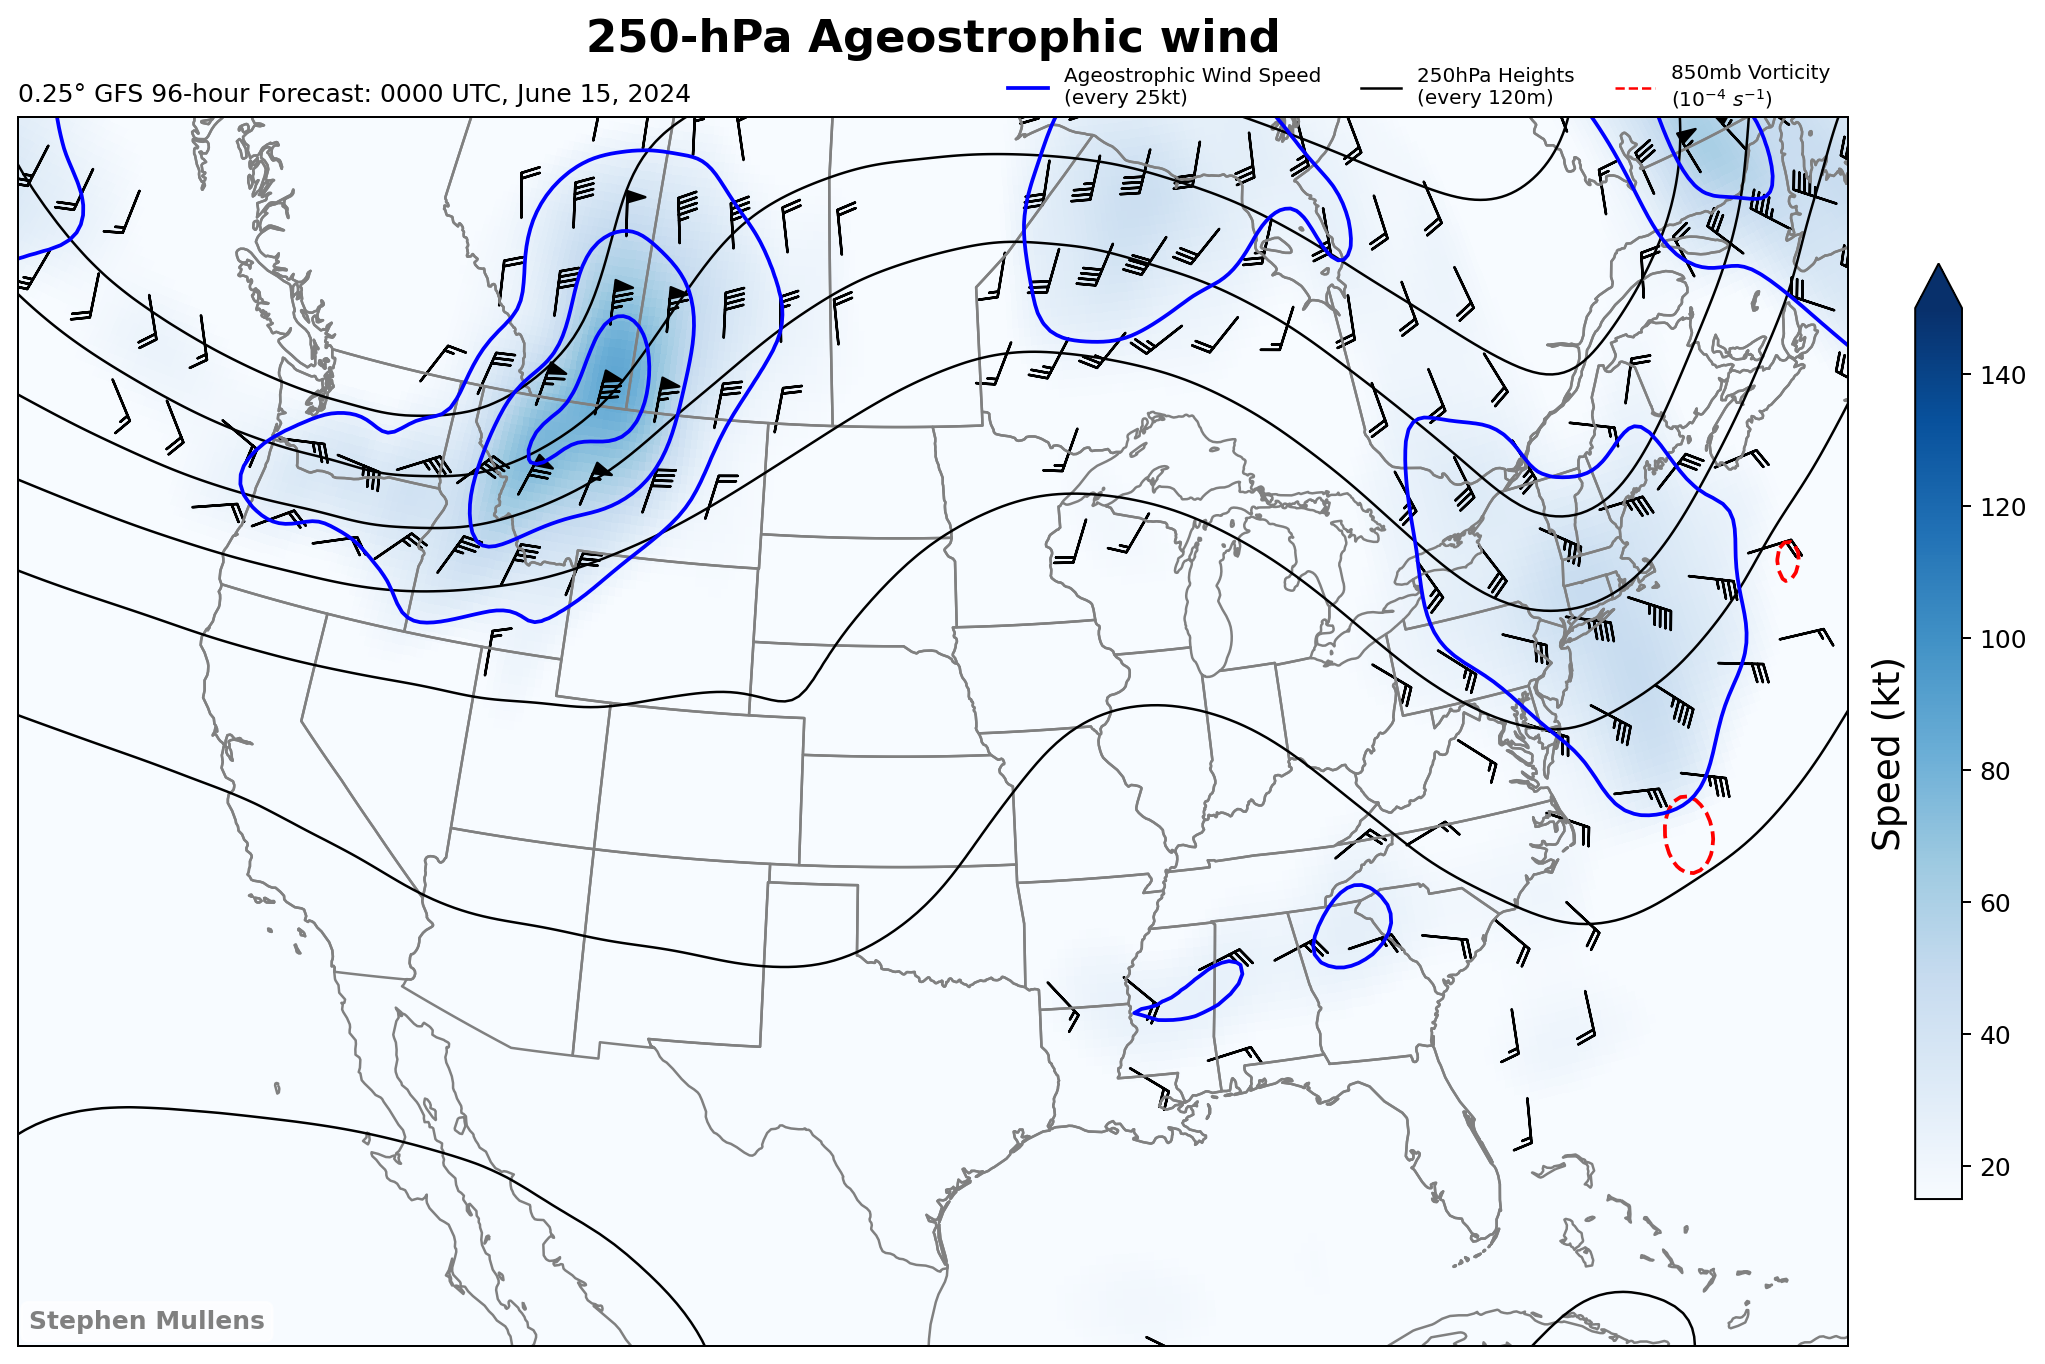 250-hPa Ageostrophic wind
0.25° GFS 96-hour Forecast: 0000 UTC, June 15, 2024
Ageostrophic Wind Speed
(every 25kt)
250hPa Heights
(every 120m)
850mb Vorticity
(10⁻⁴ s⁻¹)
140
120
100
80
60
40
20
Speed (kt)
Stephen Mullens